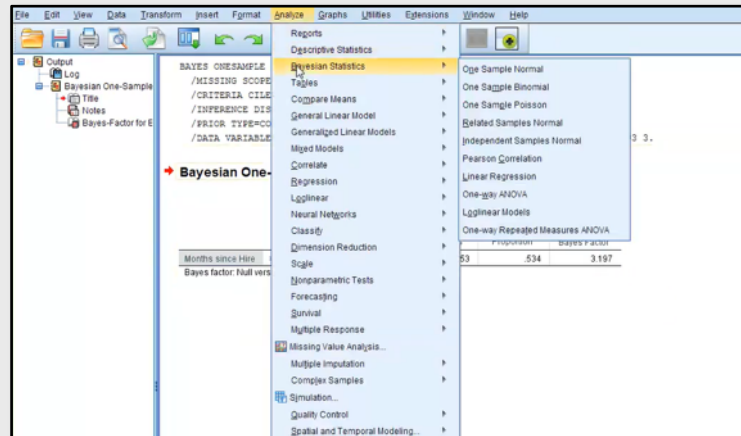 File Edit View Data Transform Insert Format Analyze Graphs Utilities Extensions Window Help
Output
Log
Bayesian One-Sample
Title
Notes
Bayes-Factor for B
BAYES ONESAMPLE
/MISSING SCOPE
/CRITERIA CILE
/INFERENCE DIS
/PRIOR TYPE=CO
/DATA VARIABLE
3 3.
Bayesian One-
Proportion Bayes Factor
Months since Hire 53 .534 3.197
Bayes factor: Null vers
Reports
Descriptive Statistics
Bayesian Statistics
Tables
Compare Means
General Linear Model
Generalized Linear Models
Mixed Models
Correlate
Regression
Loglinear
Neural Networks
Classify
Dimension Reduction
Scale
Nonparametric Tests
Forecasting
Survival
Multiple Response
Missing Value Analysis...
Multiple Imputation
Complex Samples
Simulation...
Quality Control
Spatial and Temporal Modeling...
One Sample Normal
One Sample Binomial
One Sample Poisson
Related Samples Normal
Independent Samples Normal
Pearson Correlation
Linear Regression
One-way ANOVA
Loglinear Models
One-way Repeated Measures ANOVA